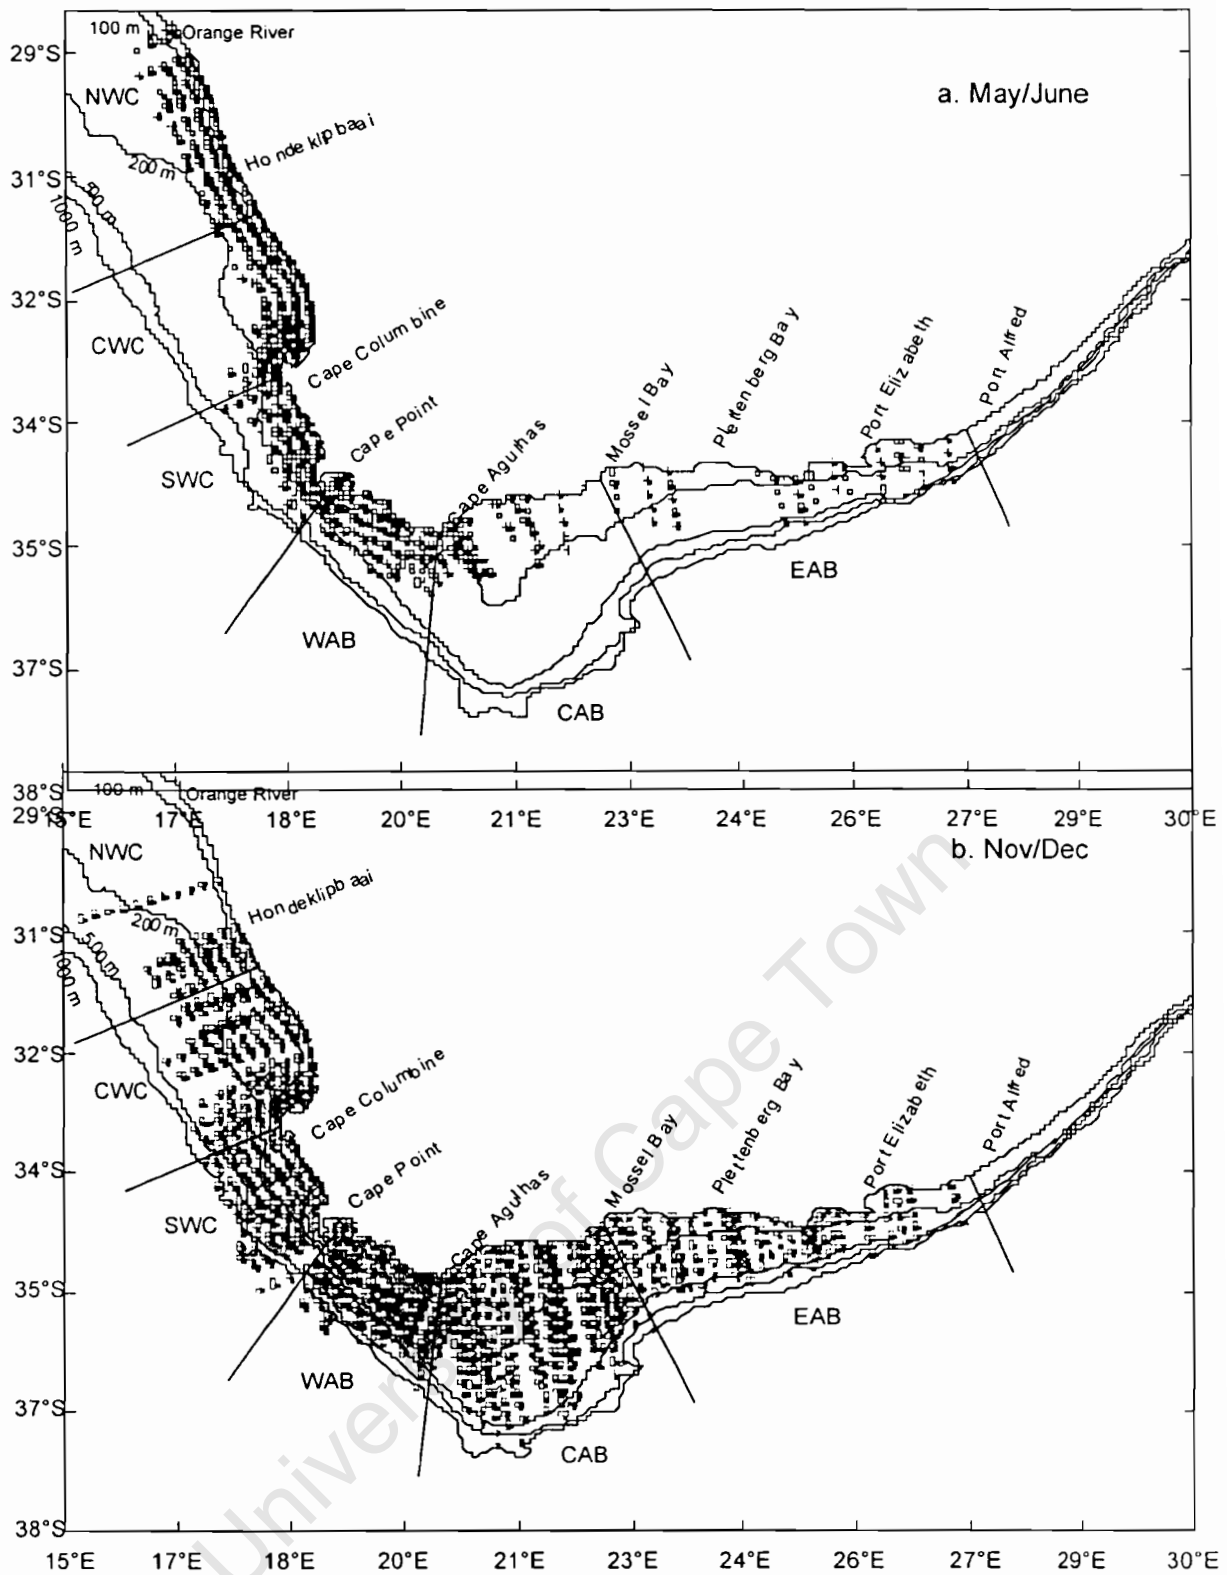 100 m
Orange River
29°S
NWC
a. May/June
Hondeklipbaai
200 m
31°S
500 m
1000 m
32°S
CWC
Cape Columbine
Mossel Bay
Plettenberg Bay
Port Elizabeth
Port Alfred
34°S
Cape Point
Cape Agulhas
SWC
35°S
EAB
WAB
37°S
CAB
38°S
100 m
Orange River
29°S
15°E 17°E 18°E 20°E 21°E 23°E 24°E 26°E 27°E 29°E 30°E
NWC
b. Nov/Dec
Hondeklipbaai
200 m
31°S
500 m
1000 m
32°S
CWC
Cape Columbine
Mossel Bay
Plettenberg Bay
Port Elizabeth
Port Alfred
34°S
Cape Point
Cape Agulhas
SWC
35°S
EAB
WAB
37°S
CAB
38°S
15°E 17°E 18°E 20°E 21°E 23°E 24°E 26°E 27°E 29°E 30°E
University of Cape Town